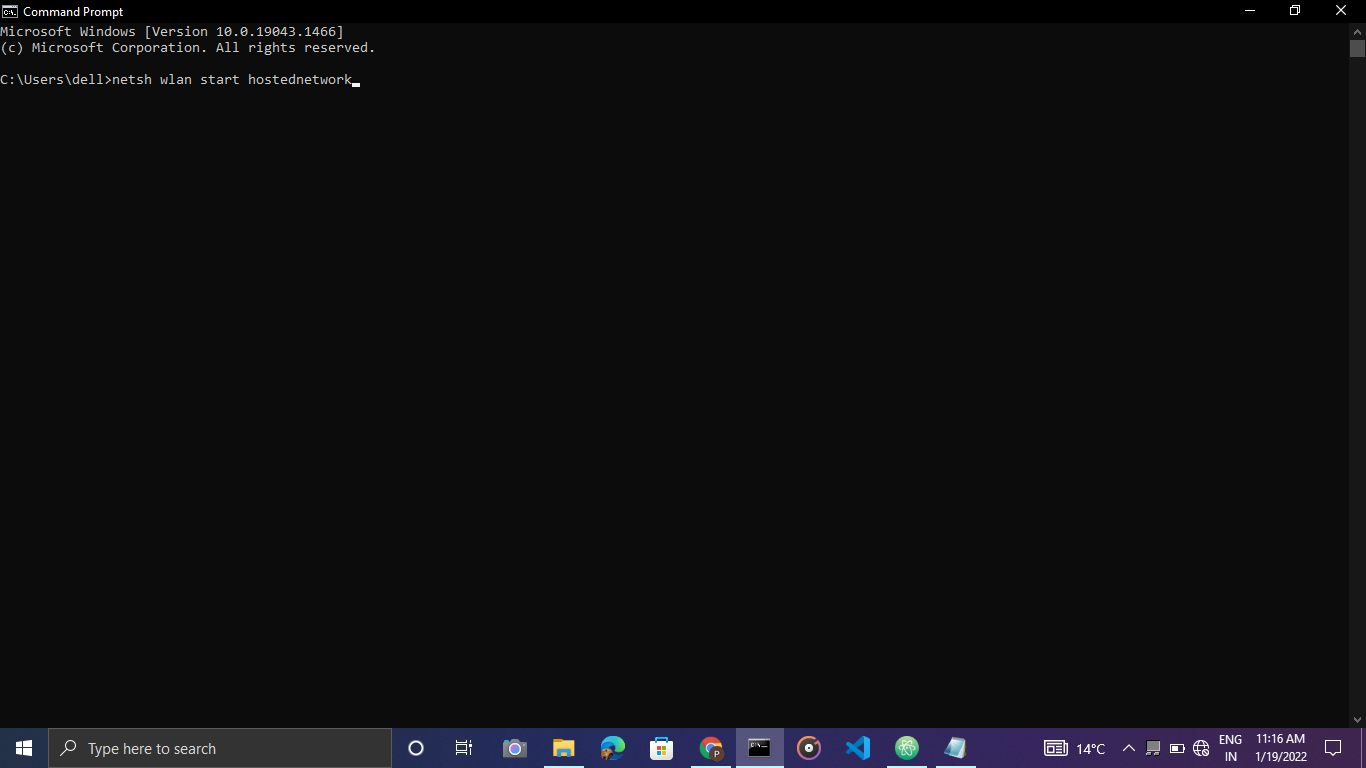 Command Prompt
Microsoft Windows [Version 10.0.19043.1466]
(c) Microsoft Corporation. All rights reserved.
C:\Users\dell>netsh wlan start hostednetwork
Type here to search
P
14°C
ENG
IN
11:16 AM
1/19/2022